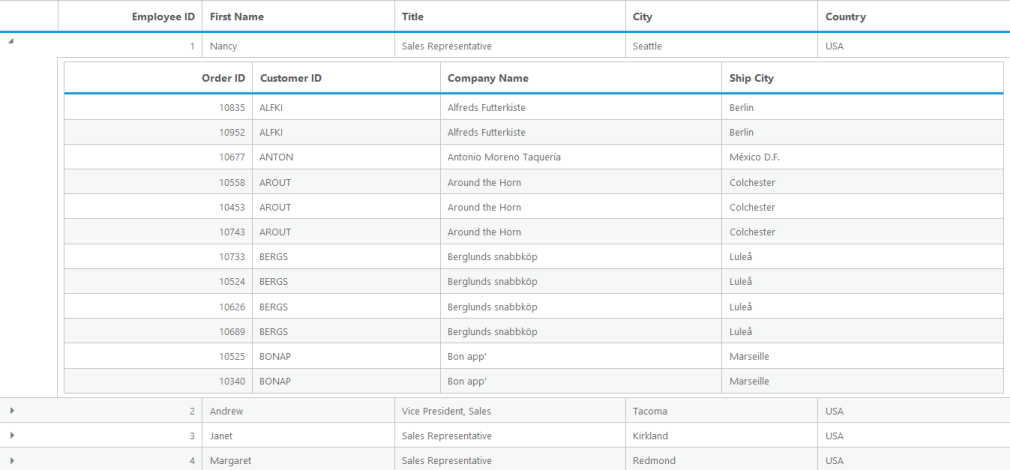 Employee ID First Name Title City Country
1 Nancy Sales Representative Seattle USA
Order ID Customer ID Company Name Ship City
10835 ALFKI Alfreds Futterkiste Berlin
10952 ALFKI Alfreds Futterkiste Berlin
10677 ANTON Antonio Moreno Taquería México D.F.
10558 AROUT Around the Horn Colchester
10453 AROUT Around the Horn Colchester
10743 AROUT Around the Horn Colchester
10733 BERGS Berglunds snabbköp Luleå
10524 BERGS Berglunds snabbköp Luleå
10626 BERGS Berglunds snabbköp Luleå
10689 BERGS Berglunds snabbköp Luleå
10525 BONAP Bon app' Marseille
10340 BONAP Bon app' Marseille
2 Andrew Vice President, Sales Tacoma USA
3 Janet Sales Representative Kirkland USA
4 Margaret Sales Representative Redmond USA